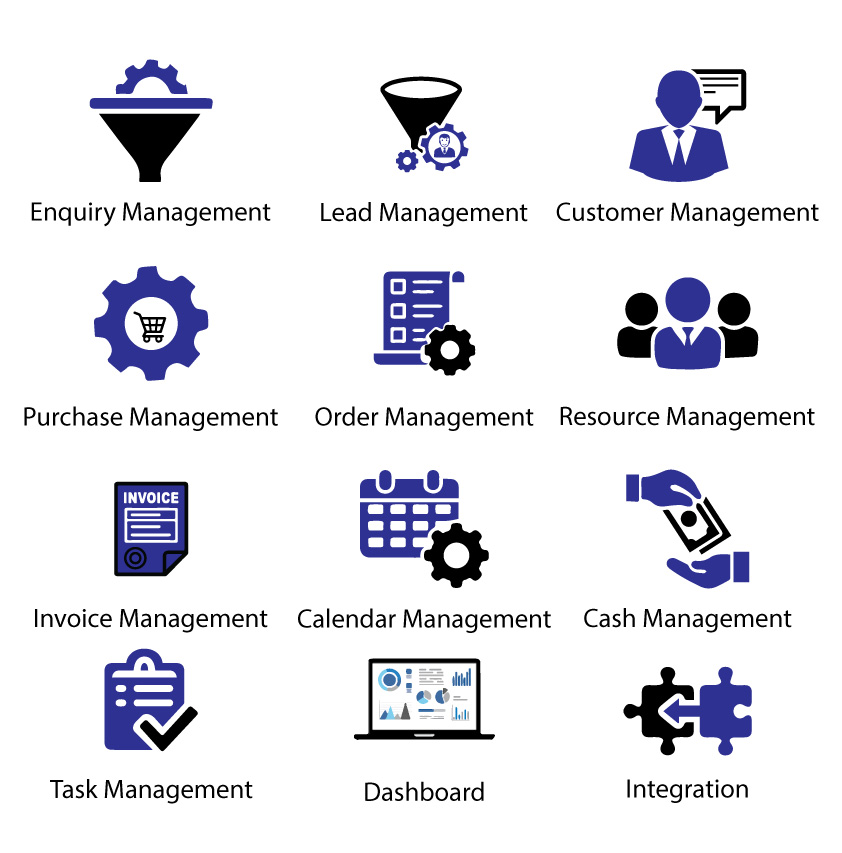 Enquiry Management
Lead Management
Customer Management
Purchase Management
Order Management
Resource Management
INVOICE
Invoice Management
Calendar Management
Cash Management
Task Management
Dashboard
Integration